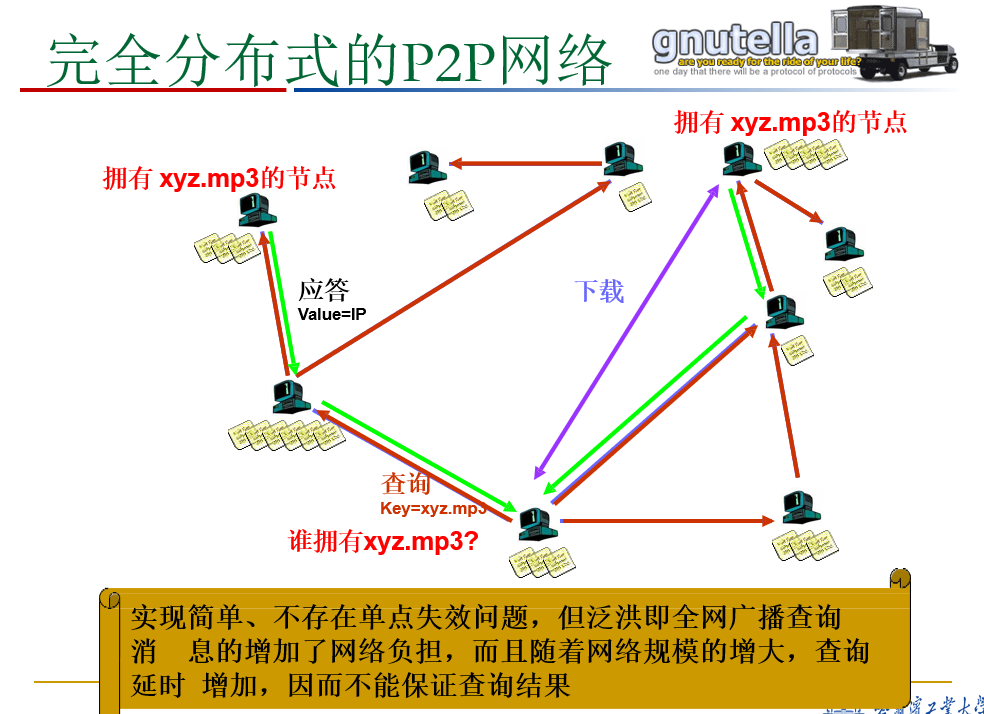 完全分布式的P2P网络
gnutella
are you ready for the ride of your life?
one day that there will be a protocol of protocols
拥有 xyz.mp3的节点
拥有 xyz.mp3的节点
应答
Value=IP
下载
查询
Key=xyz.mp3
谁拥有xyz.mp3?
实现简单、不存在单点失效问题，但泛洪即全网广播查询
消 息的增加了网络负担，而且随着网络规模的增大，查询
延时 增加，因而不能保证查询结果
工业大学